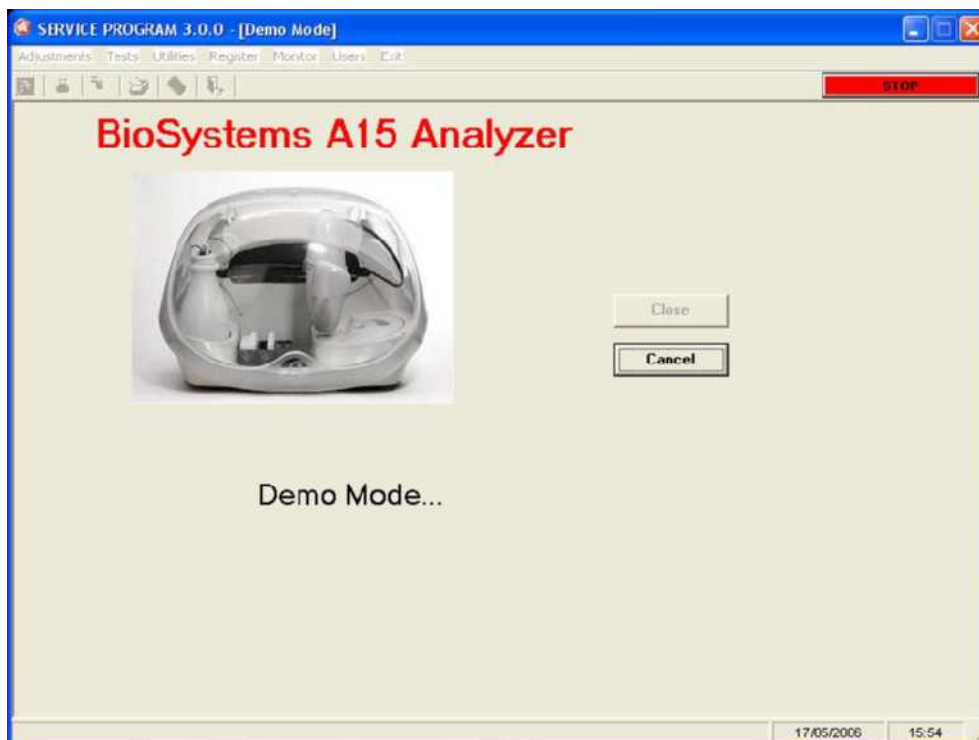 SERVICE PROGRAM 3.0.0 - [Demo Mode]
Adjustments Tests Utilities Register Monitor Users Exit
STOP
BioSystems A15 Analyzer
Close
Cancel
Demo Mode...
17/05/2006 15:54